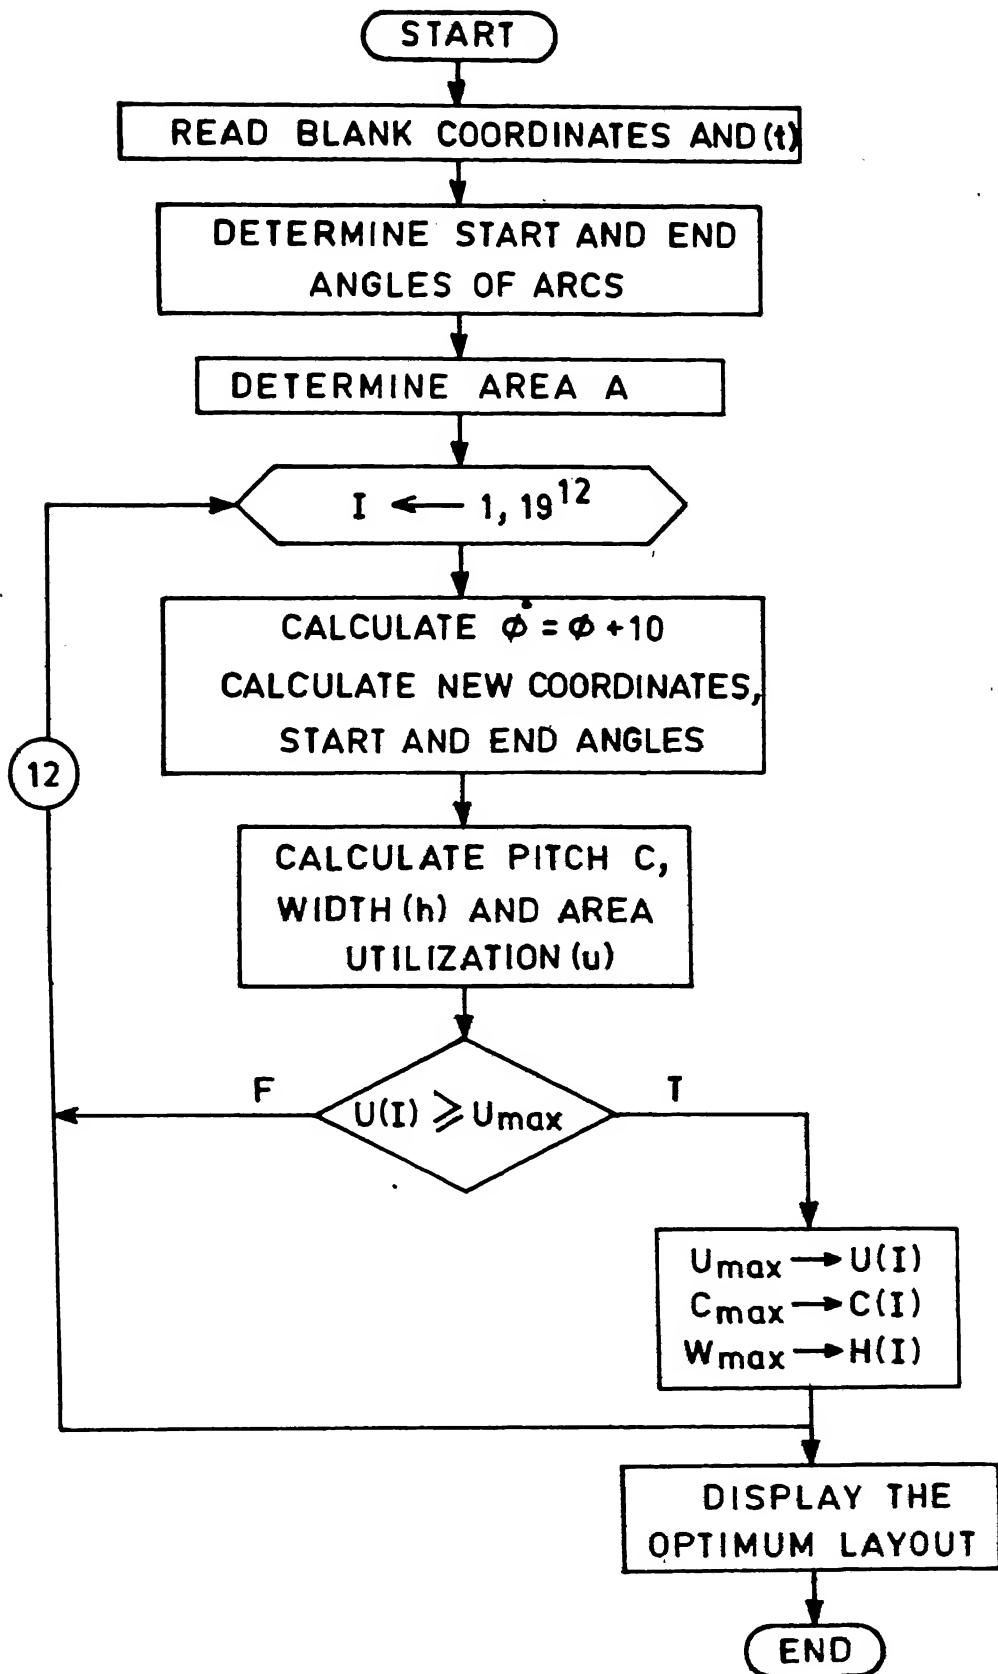 START
READ BLANK COORDINATES AND (t)
DETERMINE START AND END
ANGLES OF ARCS
DETERMINE AREA A
I ← 1, 19¹²
CALCULATE ϕ° = ϕ + 10
CALCULATE NEW COORDINATES,
START AND END ANGLES
12
CALCULATE PITCH C,
WIDTH (h) AND AREA
UTILIZATION (u)
F
U(I) ⩾ Umax
T
Umax → U(I)
Cmax → C(I)
Wmax → H(I)
DISPLAY THE
OPTIMUM LAYOUT
END